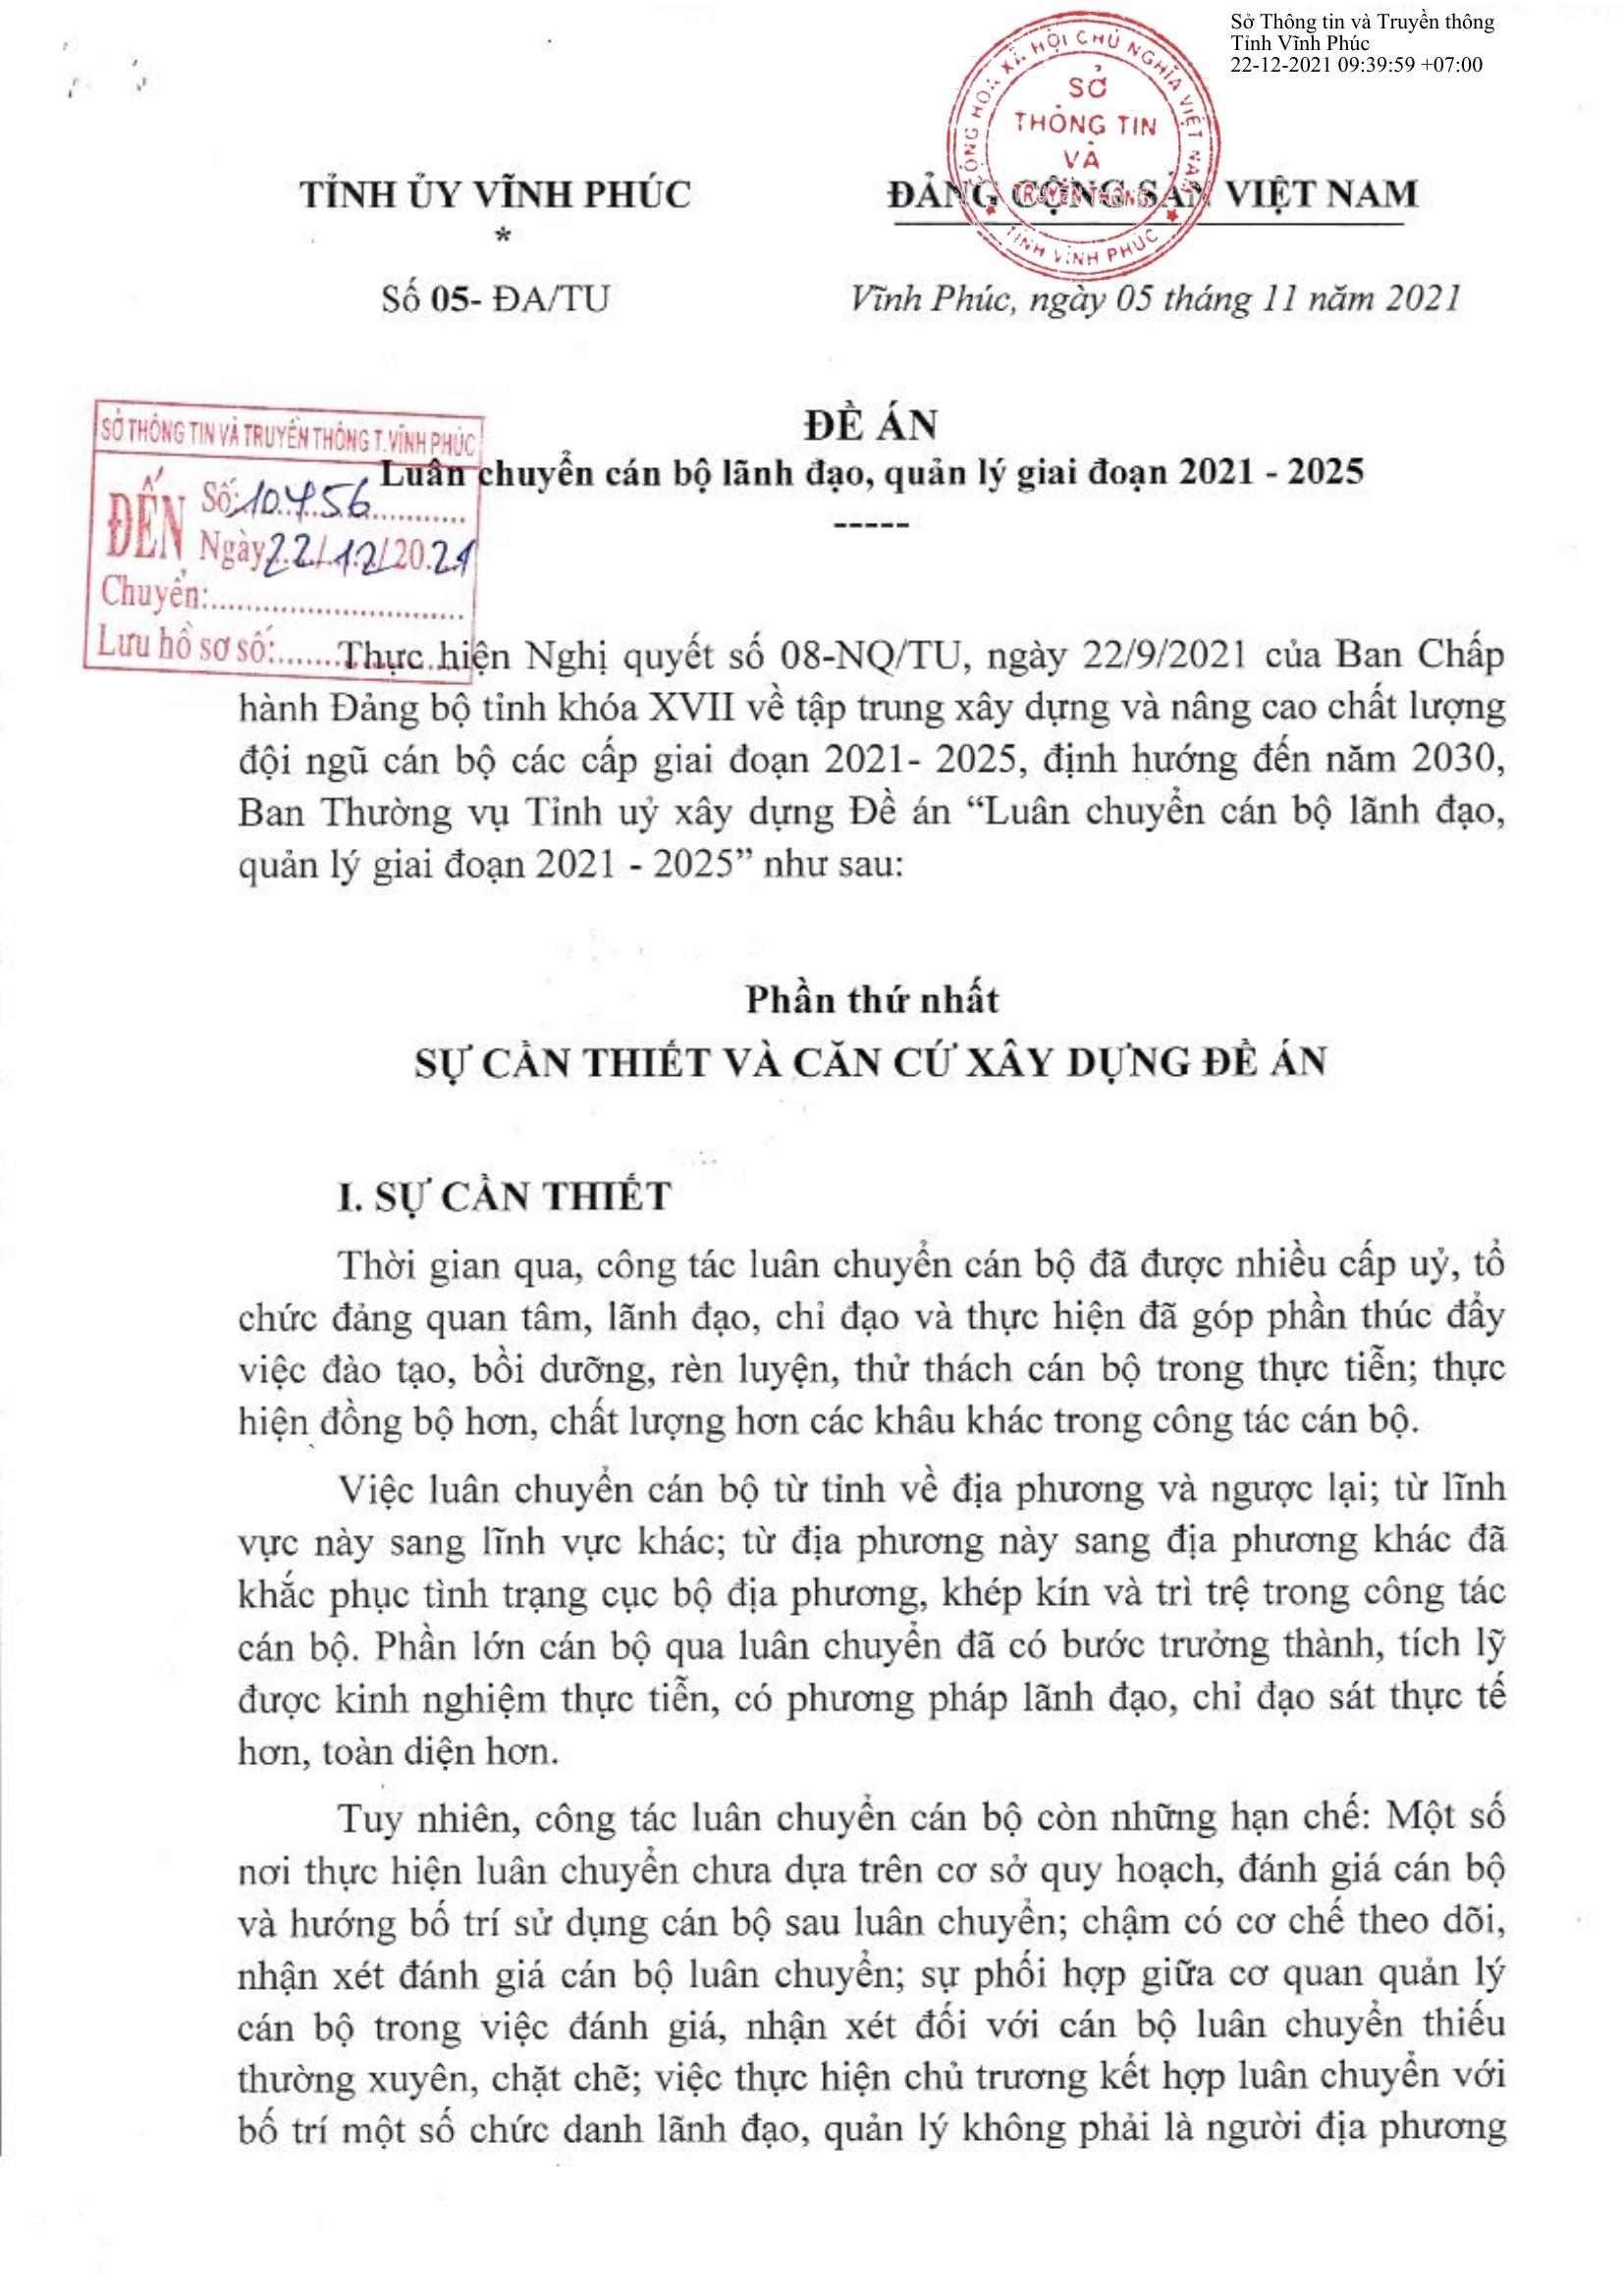 Sở Thông tin và Truyền thông
Tỉnh Vĩnh Phúc
22-12-2021 09:39:59 +07:00
CỘNG HOÀ XÃ HỘI CHỦ NGHĨA VIỆT NAM
SỞ
THÔNG TIN
VÀ
TRUYỀN THÔNG
TỈNH VĨNH PHÚC
TỈNH ỦY VĨNH PHÚC
*
Số 05- ĐA/TU
ĐẢNG CỘNG SẢN VIỆT NAM
Vĩnh Phúc, ngày 05 tháng 11 năm 2021
SỞ THÔNG TIN VÀ TRUYỀN THÔNG T.VĨNH PHÚC
ĐẾN
Số: 10456
Ngày 22/12/2021
Chuyển:
Lưu hồ sơ số:
ĐỀ ÁN
Luân chuyển cán bộ lãnh đạo, quản lý giai đoạn 2021 - 2025
-----
Thực hiện Nghị quyết số 08-NQ/TU, ngày 22/9/2021 của Ban Chấp
hành Đảng bộ tỉnh khóa XVII về tập trung xây dựng và nâng cao chất lượng
đội ngũ cán bộ các cấp giai đoạn 2021- 2025, định hướng đến năm 2030,
Ban Thường vụ Tỉnh uỷ xây dựng Đề án “Luân chuyển cán bộ lãnh đạo,
quản lý giai đoạn 2021 - 2025” như sau:
Phần thứ nhất
SỰ CẦN THIẾT VÀ CĂN CỨ XÂY DỰNG ĐỀ ÁN
I. SỰ CẦN THIẾT
Thời gian qua, công tác luân chuyển cán bộ đã được nhiều cấp uỷ, tổ
chức đảng quan tâm, lãnh đạo, chỉ đạo và thực hiện đã góp phần thúc đẩy
việc đào tạo, bồi dưỡng, rèn luyện, thử thách cán bộ trong thực tiễn; thực
hiện đồng bộ hơn, chất lượng hơn các khâu khác trong công tác cán bộ.
Việc luân chuyển cán bộ từ tỉnh về địa phương và ngược lại; từ lĩnh
vực này sang lĩnh vực khác; từ địa phương này sang địa phương khác đã
khắc phục tình trạng cục bộ địa phương, khép kín và trì trệ trong công tác
cán bộ. Phần lớn cán bộ qua luân chuyển đã có bước trưởng thành, tích lỹ
được kinh nghiệm thực tiễn, có phương pháp lãnh đạo, chỉ đạo sát thực tế
hơn, toàn diện hơn.
Tuy nhiên, công tác luân chuyển cán bộ còn những hạn chế: Một số
nơi thực hiện luân chuyển chưa dựa trên cơ sở quy hoạch, đánh giá cán bộ
và hướng bố trí sử dụng cán bộ sau luân chuyển; chậm có cơ chế theo dõi,
nhận xét đánh giá cán bộ luân chuyển; sự phối hợp giữa cơ quan quản lý
cán bộ trong việc đánh giá, nhận xét đối với cán bộ luân chuyển thiếu
thường xuyên, chặt chẽ; việc thực hiện chủ trương kết hợp luân chuyển với
bố trí một số chức danh lãnh đạo, quản lý không phải là người địa phương